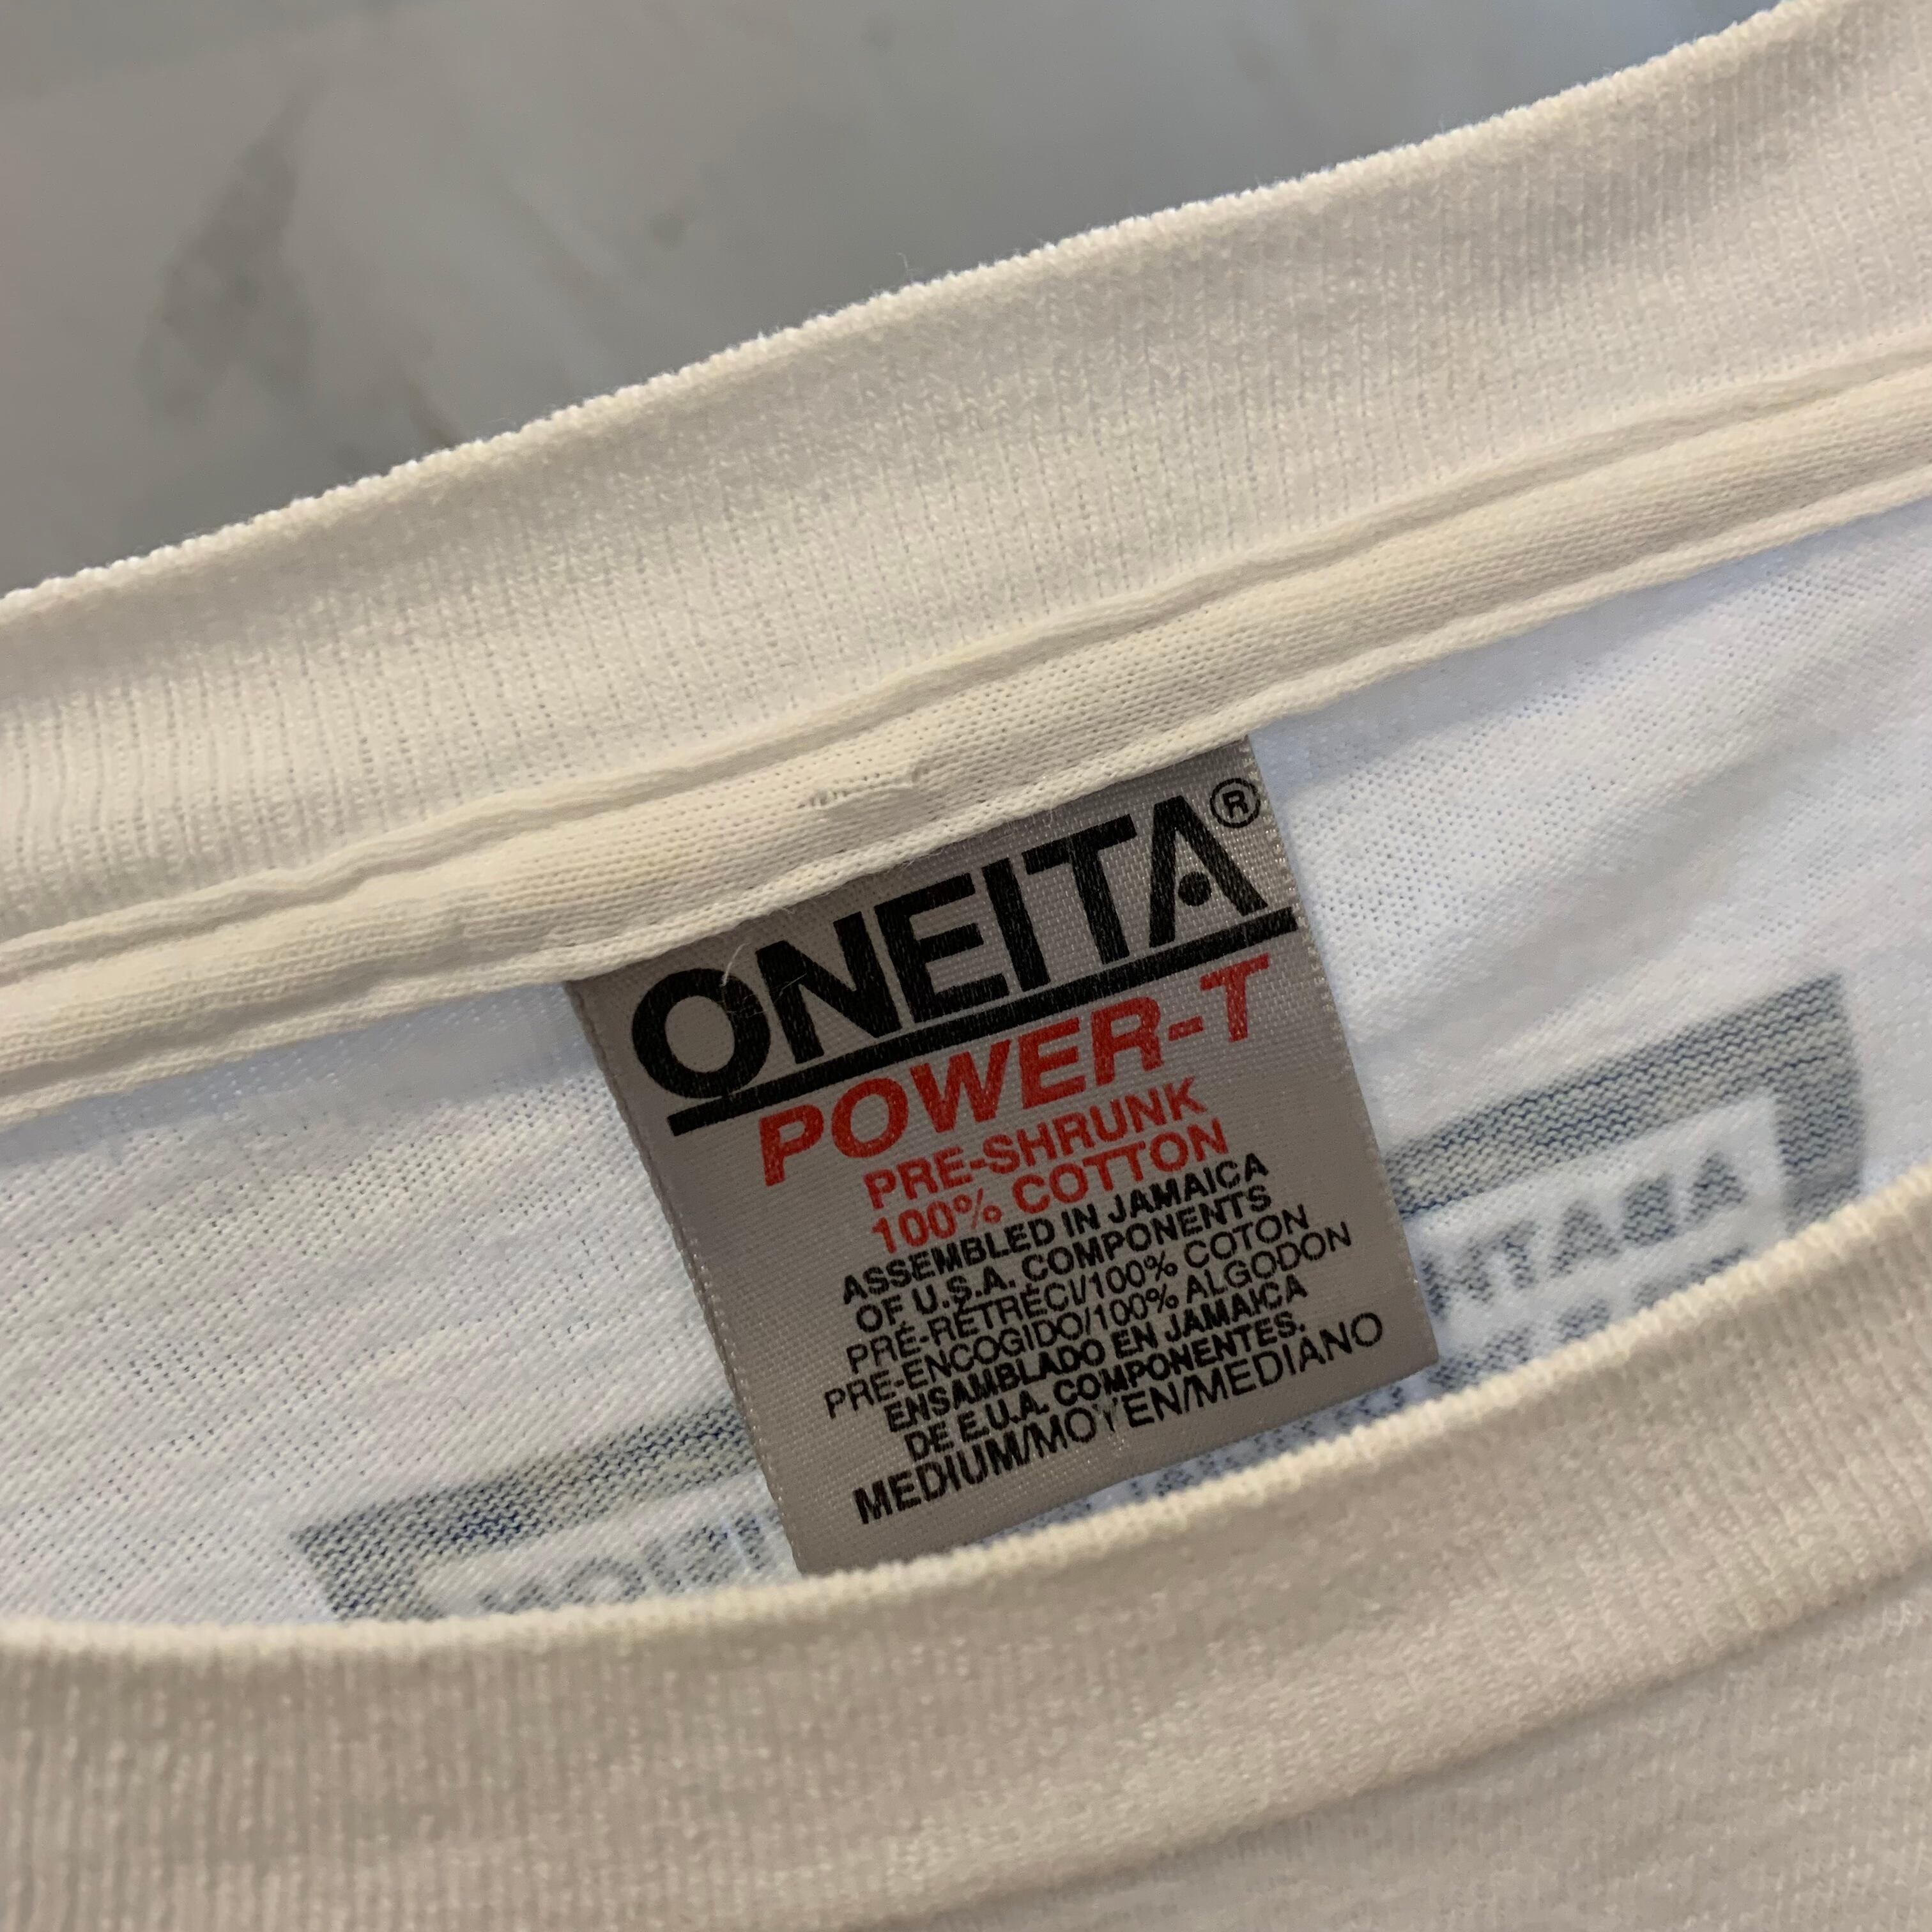 ONEITA®
POWER-T
PRE-SHRUNK
100% COTTON
ASSEMBLED IN JAMAICA
OF U.S.A. COMPONENTS
PRÉ-RÉTRÉCI/100% COTON
PRE-ENCOGIDO/100% ALGODON
ENSAMBLADO EN JAMAICA
DE E.U.A. COMPONENTES.
MEDIUM/MOYEN/MEDIANO